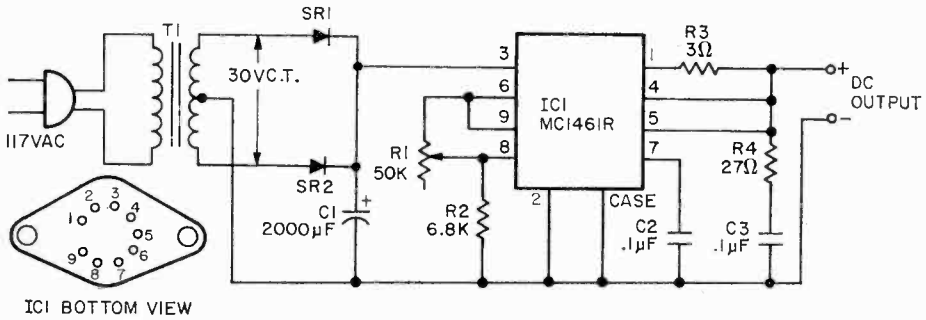 SR1
T1
R3
3Ω
3
1
+
30VC.T.
6
4
DC
OUTPUT
IC1
MC1461R
9
5
−
117VAC
R1
50K
8
7
R4
27Ω
SR2
2
CASE
+
C1
2000µF
R2
6.8K
C2
.1µF
C3
.1µF
1
2
3
4
5
6
7
8
9
IC1 BOTTOM VIEW